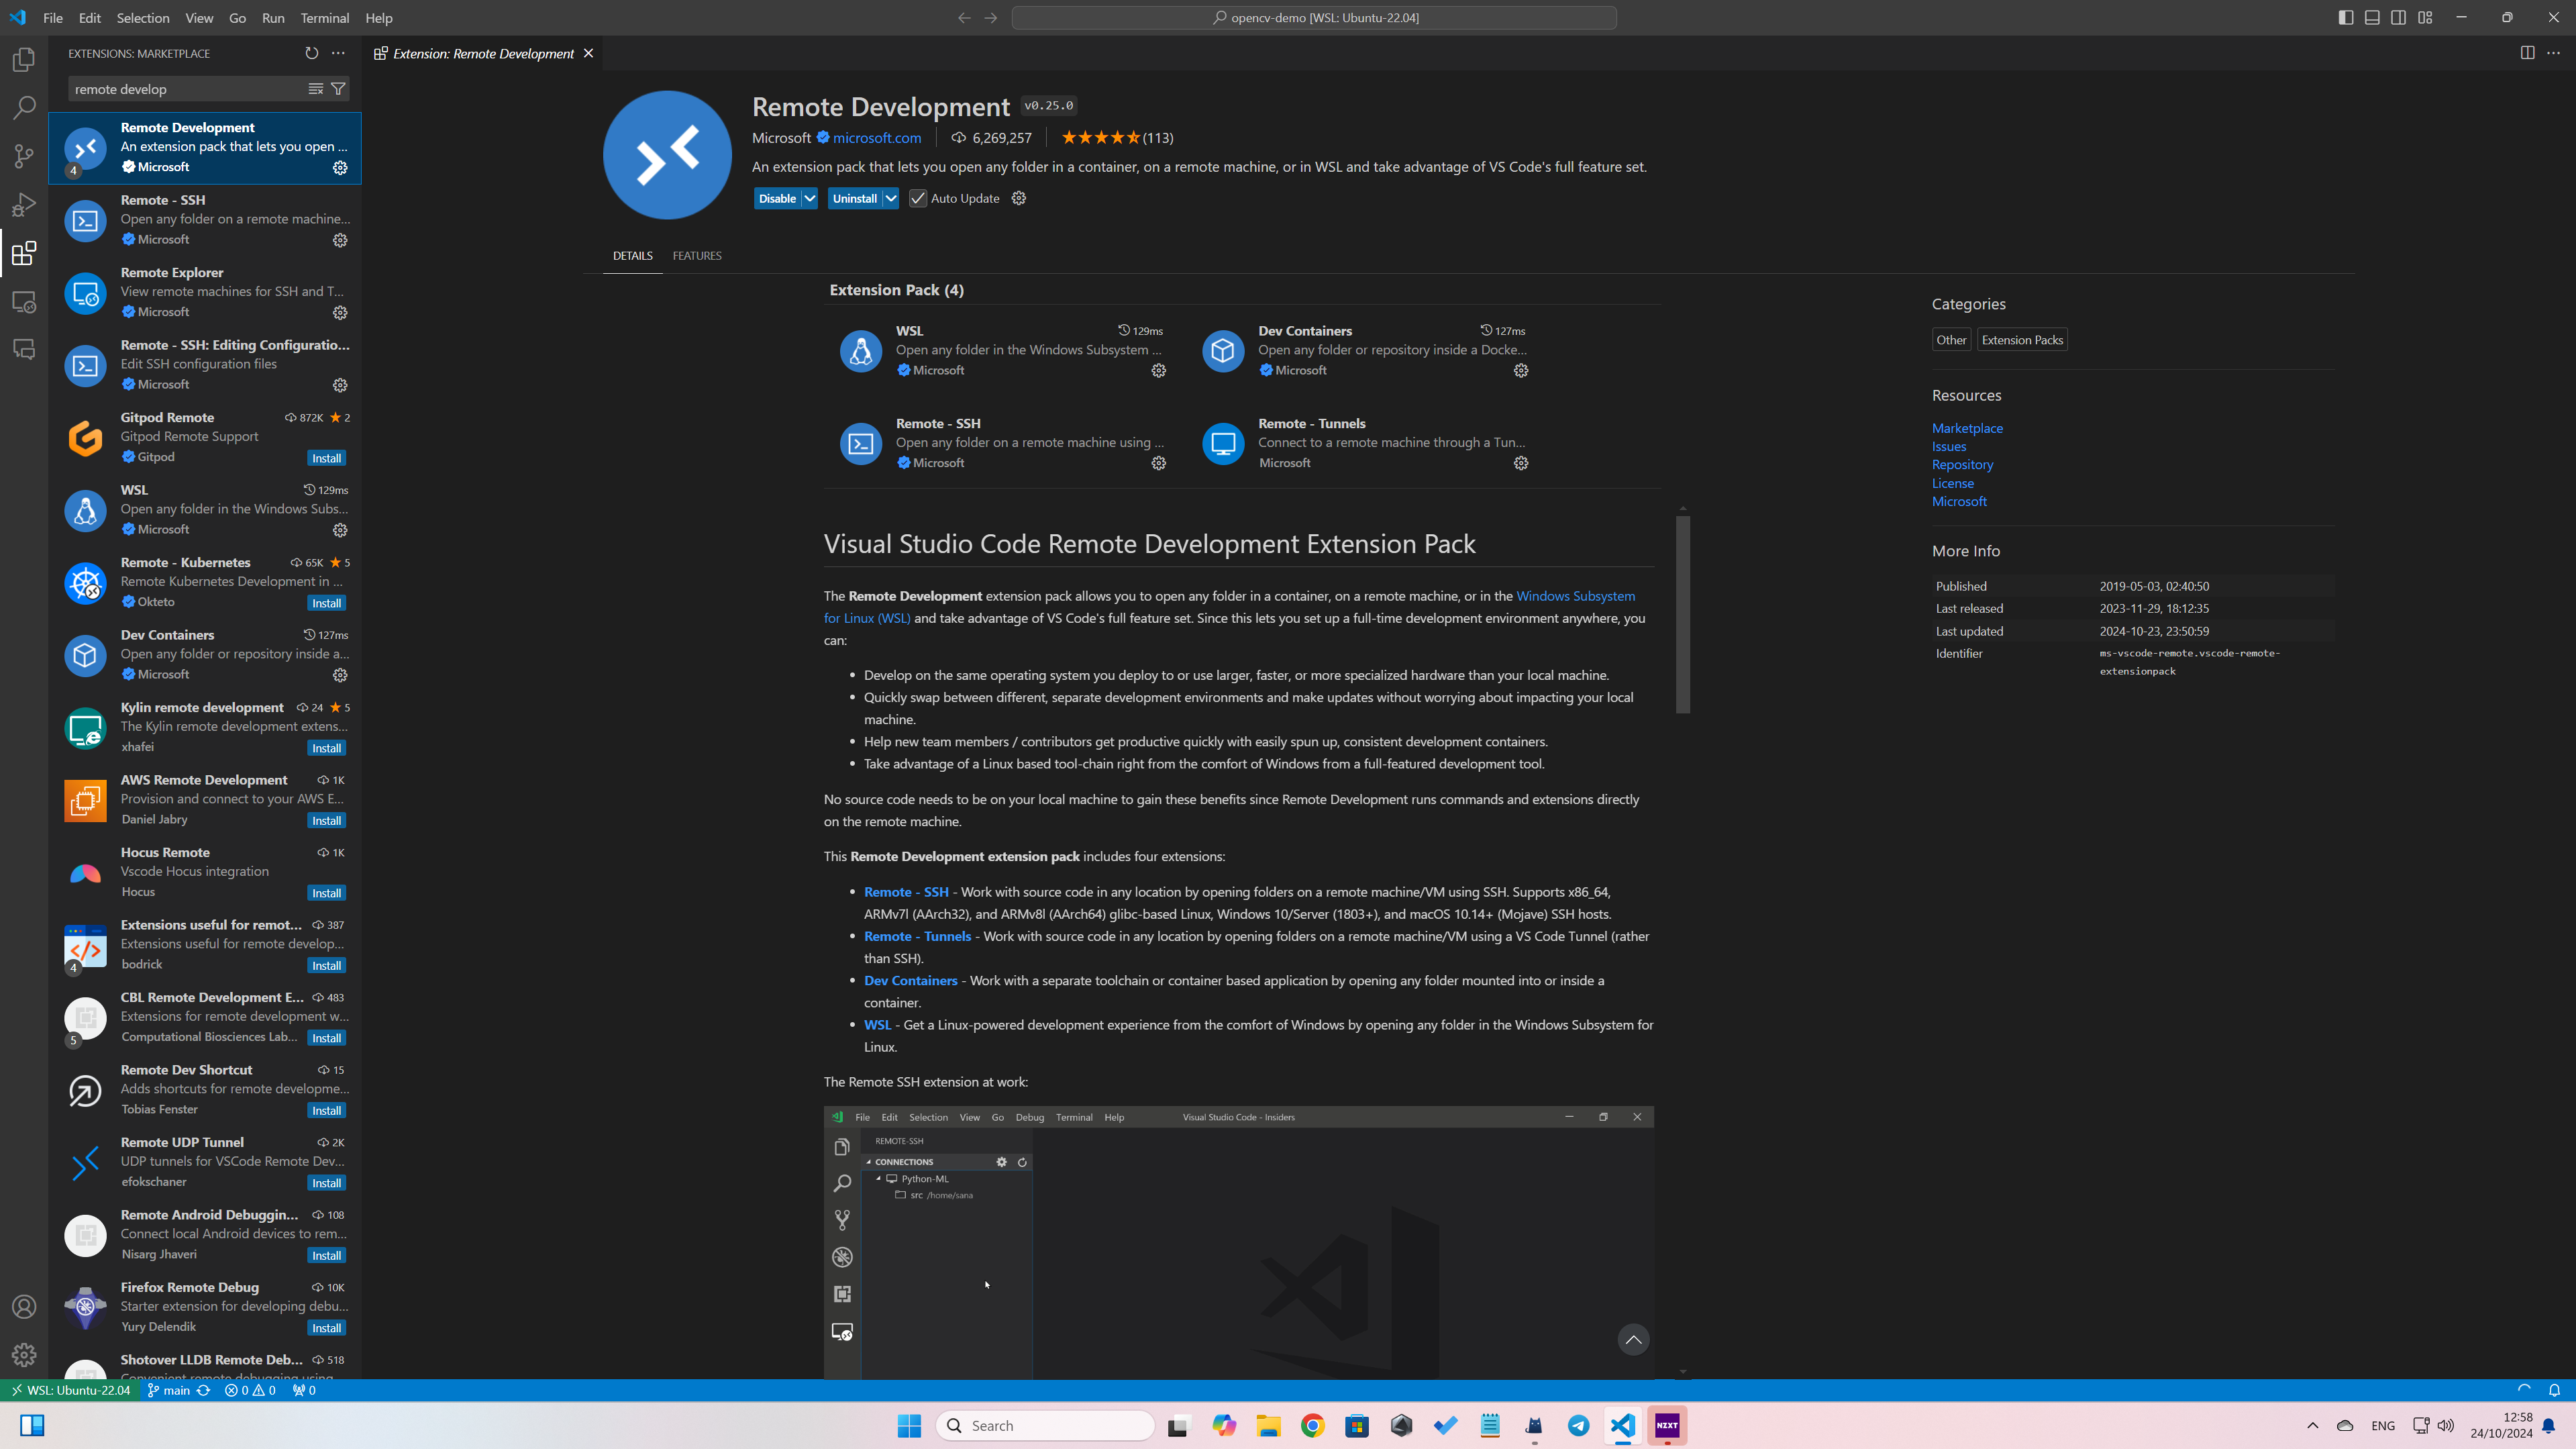 File Edit Selection View Go Run Terminal Help
opencv-demo [WSL: Ubuntu-22.04]
EXTENSIONS: MARKETPLACE
remote develop
Remote Development
An extension pack that lets you open ...
4
Microsoft
Remote - SSH
Open any folder on a remote machine...
Microsoft
Remote Explorer
View remote machines for SSH and T...
Microsoft
Remote - SSH: Editing Configuratio...
Edit SSH configuration files
Microsoft
Gitpod Remote 872K 2
Gitpod Remote Support
Gitpod Install
WSL 129ms
Open any folder in the Windows Subs...
Microsoft
Remote - Kubernetes 65K 5
Remote Kubernetes Development in ...
Okteto Install
Dev Containers 127ms
Open any folder or repository inside a...
Microsoft
Kylin remote development 24 5
The Kylin remote development extens...
xhafei Install
AWS Remote Development 1K
Provision and connect to your AWS E...
Daniel Jabry Install
Hocus Remote 1K
Vscode Hocus integration
Hocus Install
Extensions useful for remot... 387
Extensions useful for remote develop...
4
bodrick Install
CBL Remote Development E... 483
Extensions for remote development w...
5
Computational Biosciences Lab... Install
Remote Dev Shortcut 15
Adds shortcuts for remote developme...
Tobias Fenster Install
Remote UDP Tunnel 2K
UDP tunnels for VSCode Remote Dev...
efokschaner Install
Remote Android Debuggin... 108
Connect local Android devices to rem...
Nisarg Jhaveri Install
Firefox Remote Debug 10K
Starter extension for developing debu...
Yury Delendik Install
Shotover LLDB Remote Deb... 518
Convenient remote debugging using
Extension: Remote Development
Remote Development v0.25.0
Microsoft microsoft.com 6,269,257 (113)
An extension pack that lets you open any folder in a container, on a remote machine, or in WSL and take advantage of VS Code's full feature set.
Disable Uninstall Auto Update
DETAILS FEATURES
Extension Pack (4)
WSL 129ms
Open any folder in the Windows Subsystem ...
Microsoft
Dev Containers 127ms
Open any folder or repository inside a Docke...
Microsoft
Remote - SSH
Open any folder on a remote machine using ...
Microsoft
Remote - Tunnels
Connect to a remote machine through a Tun...
Microsoft
Visual Studio Code Remote Development Extension Pack
The Remote Development extension pack allows you to open any folder in a container, on a remote machine, or in the Windows Subsystem
for Linux (WSL) and take advantage of VS Code's full feature set. Since this lets you set up a full-time development environment anywhere, you
can:
• Develop on the same operating system you deploy to or use larger, faster, or more specialized hardware than your local machine.
• Quickly swap between different, separate development environments and make updates without worrying about impacting your local
machine.
• Help new team members / contributors get productive quickly with easily spun up, consistent development containers.
• Take advantage of a Linux based tool-chain right from the comfort of Windows from a full-featured development tool.
No source code needs to be on your local machine to gain these benefits since Remote Development runs commands and extensions directly
on the remote machine.
This Remote Development extension pack includes four extensions:
• Remote - SSH - Work with source code in any location by opening folders on a remote machine/VM using SSH. Supports x86_64,
ARMv7l (AArch32), and ARMv8l (AArch64) glibc-based Linux, Windows 10/Server (1803+), and macOS 10.14+ (Mojave) SSH hosts.
• Remote - Tunnels - Work with source code in any location by opening folders on a remote machine/VM using a VS Code Tunnel (rather
than SSH).
• Dev Containers - Work with a separate toolchain or container based application by opening any folder mounted into or inside a
container.
• WSL - Get a Linux-powered development experience from the comfort of Windows by opening any folder in the Windows Subsystem for
Linux.
The Remote SSH extension at work:
File Edit Selection View Go Debug Terminal Help Visual Studio Code - Insiders
REMOTE-SSH
CONNECTIONS
Python-ML
src /home/sana
Categories
Other Extension Packs
Resources
Marketplace
Issues
Repository
License
Microsoft
More Info
Published 2019-05-03, 02:40:50
Last released 2023-11-29, 18:12:35
Last updated 2024-10-23, 23:50:59
Identifier ms-vscode-remote.vscode-remote-
extensionpack
WSL: Ubuntu-22.04 main 0 0 0
Search
NZXT
ENG
12:58
24/10/2024